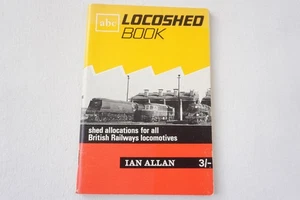 abc
LOCOSHED
BOOK
shed allocations for all
British Railways locomotives
IAN ALLAN 3/-